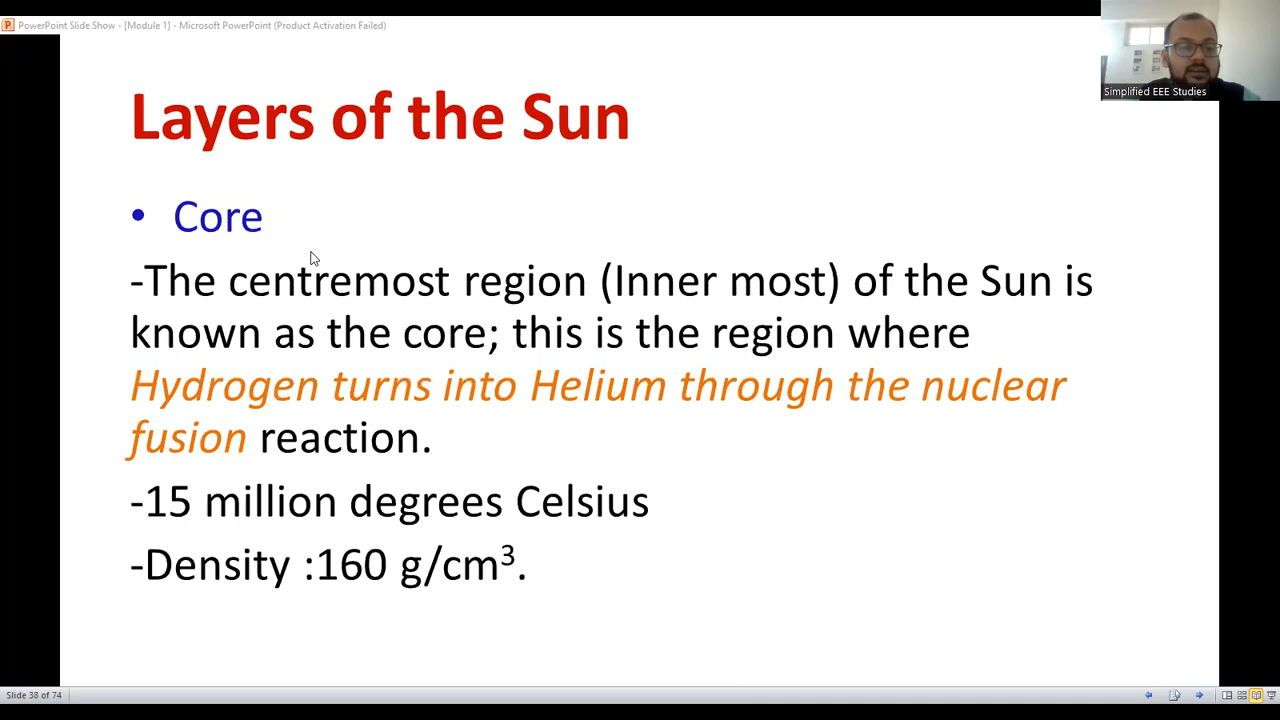 PowerPoint Slide Show - [Module 1] - Microsoft PowerPoint (Product Activation Failed)
Simplified EEE Studies
Layers of the Sun
• Core
-The centremost region (Inner most) of the Sun is
known as the core; this is the region where
Hydrogen turns into Helium through the nuclear
fusion reaction.
-15 million degrees Celsius
-Density :160 g/cm³.
Slide 38 of 74